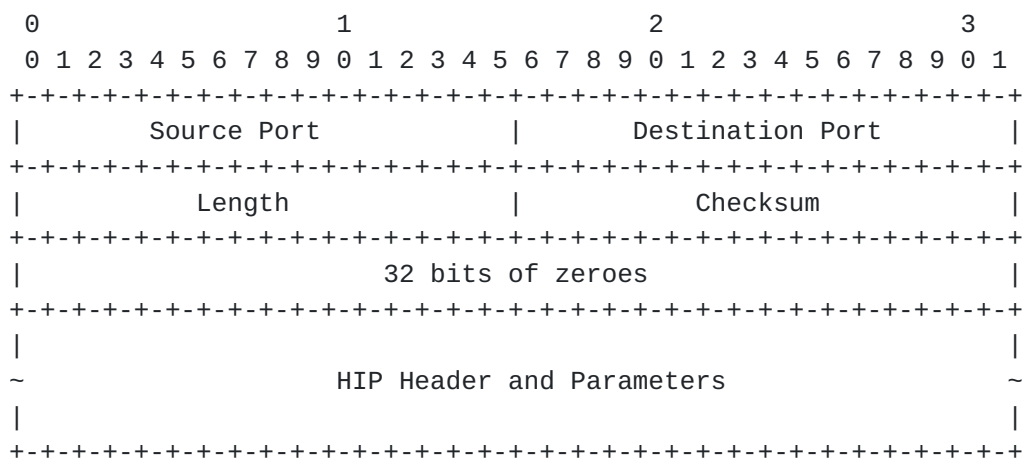 0                   1                   2                   3
 0 1 2 3 4 5 6 7 8 9 0 1 2 3 4 5 6 7 8 9 0 1 2 3 4 5 6 7 8 9 0 1
+-+-+-+-+-+-+-+-+-+-+-+-+-+-+-+-+-+-+-+-+-+-+-+-+-+-+-+-+-+-+-+-+
|        Source Port            |       Destination Port        |
+-+-+-+-+-+-+-+-+-+-+-+-+-+-+-+-+-+-+-+-+-+-+-+-+-+-+-+-+-+-+-+-+
|           Length              |           Checksum            |
+-+-+-+-+-+-+-+-+-+-+-+-+-+-+-+-+-+-+-+-+-+-+-+-+-+-+-+-+-+-+-+-+
|                       32 bits of zeroes                       |
+-+-+-+-+-+-+-+-+-+-+-+-+-+-+-+-+-+-+-+-+-+-+-+-+-+-+-+-+-+-+-+-+
|                                                               |
~                    HIP Header and Parameters                  ~
|                                                               |
+-+-+-+-+-+-+-+-+-+-+-+-+-+-+-+-+-+-+-+-+-+-+-+-+-+-+-+-+-+-+-+-+